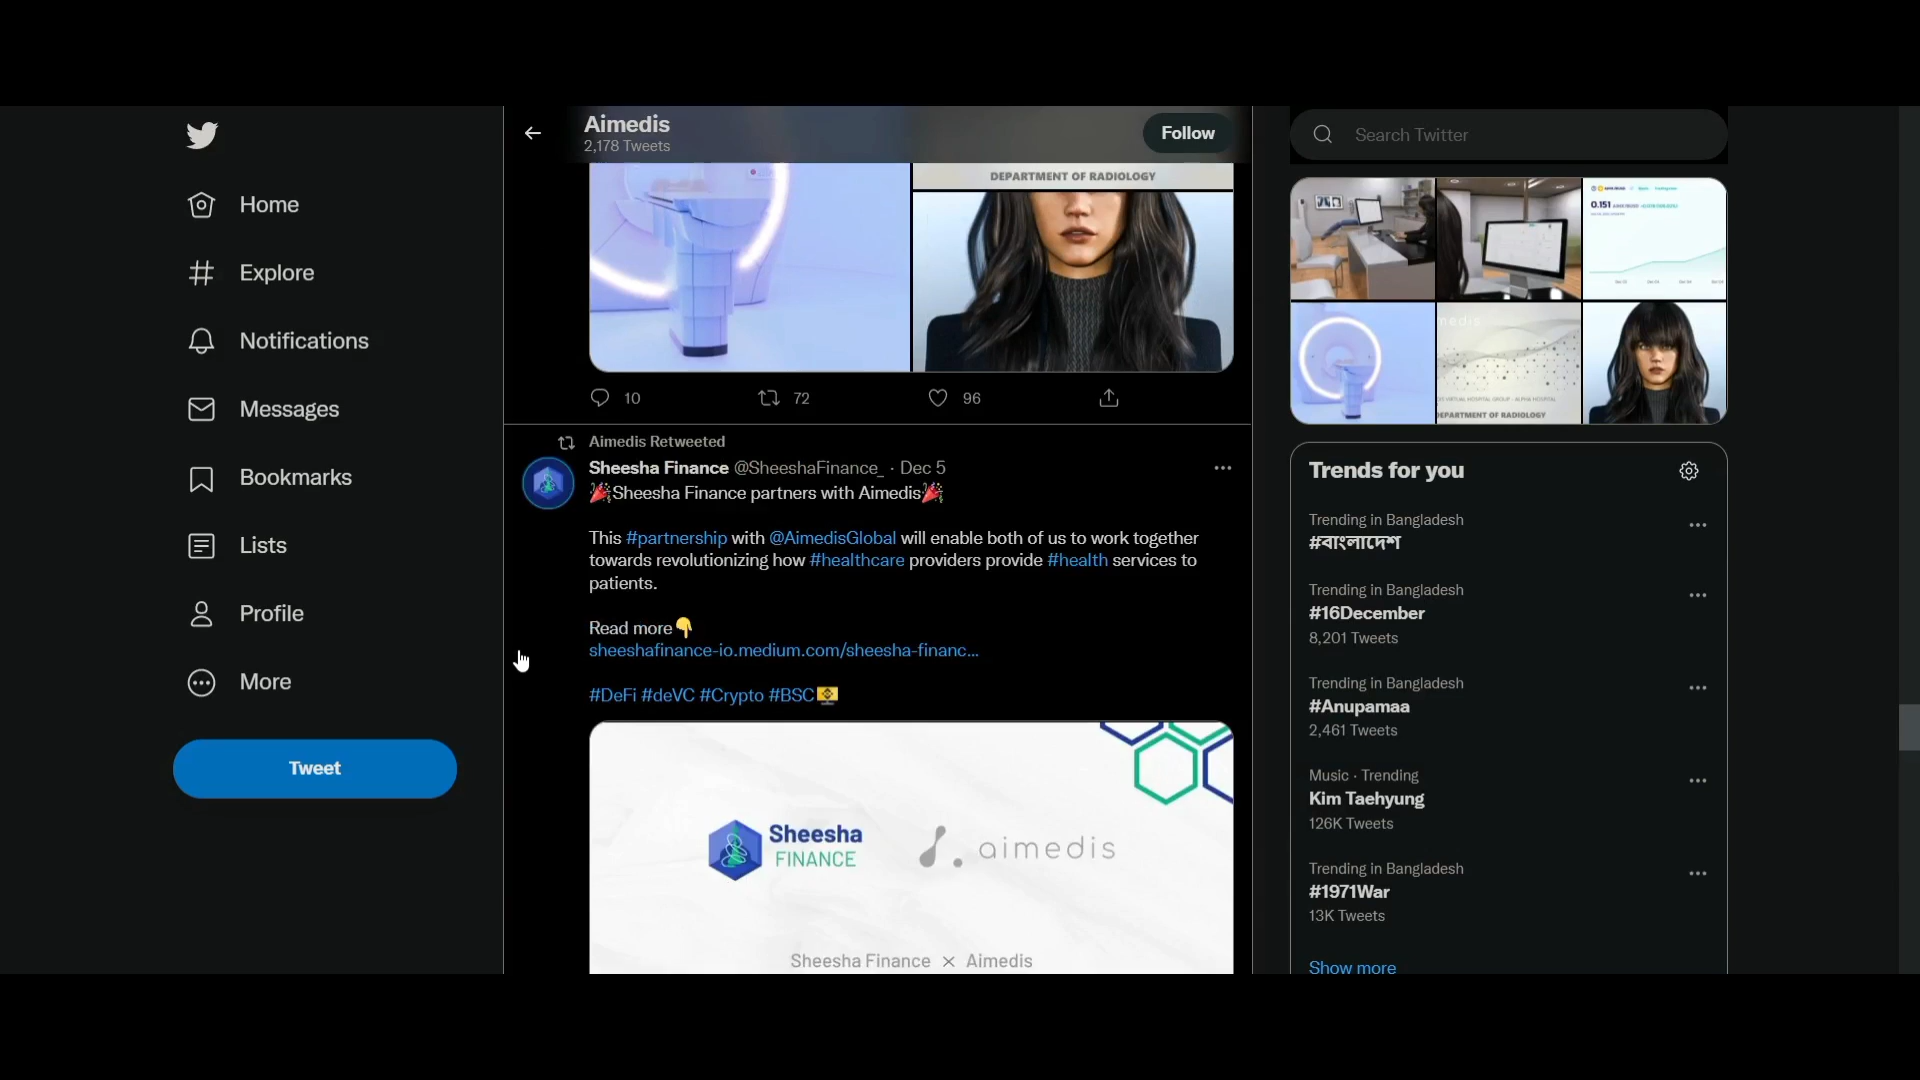 Home
Explore
Notifications
Messages
Bookmarks
Lists
Profile
More
Tweet
Aimedis
2,178 Tweets
Follow
DEPARTMENT OF RADIOLOGY
10
72
96
Aimedis Retweeted
Sheesha Finance @SheeshaFinance_ · Dec 5
🎉Sheesha Finance partners with Aimedis🎉
This #partnership with @AimedisGlobal will enable both of us to work together
towards revolutionizing how #healthcare providers provide #health services to
patients.
Read more👇
sheeshafinance-io.medium.com/sheesha-financ...
#DeFi #deVC #Crypto #BSC
Sheesha
FINANCE
aimedis
Sheesha Finance × Aimedis
Search Twitter
0.151
DEPARTMENT OF RADIOLOGY
Trends for you
Trending in Bangladesh
#বাংলাদেশ
Trending in Bangladesh
#16December
8,201 Tweets
Trending in Bangladesh
#Anupamaa
2,461 Tweets
Music · Trending
Kim Taehyung
126K Tweets
Trending in Bangladesh
#1971War
13K Tweets
Show more